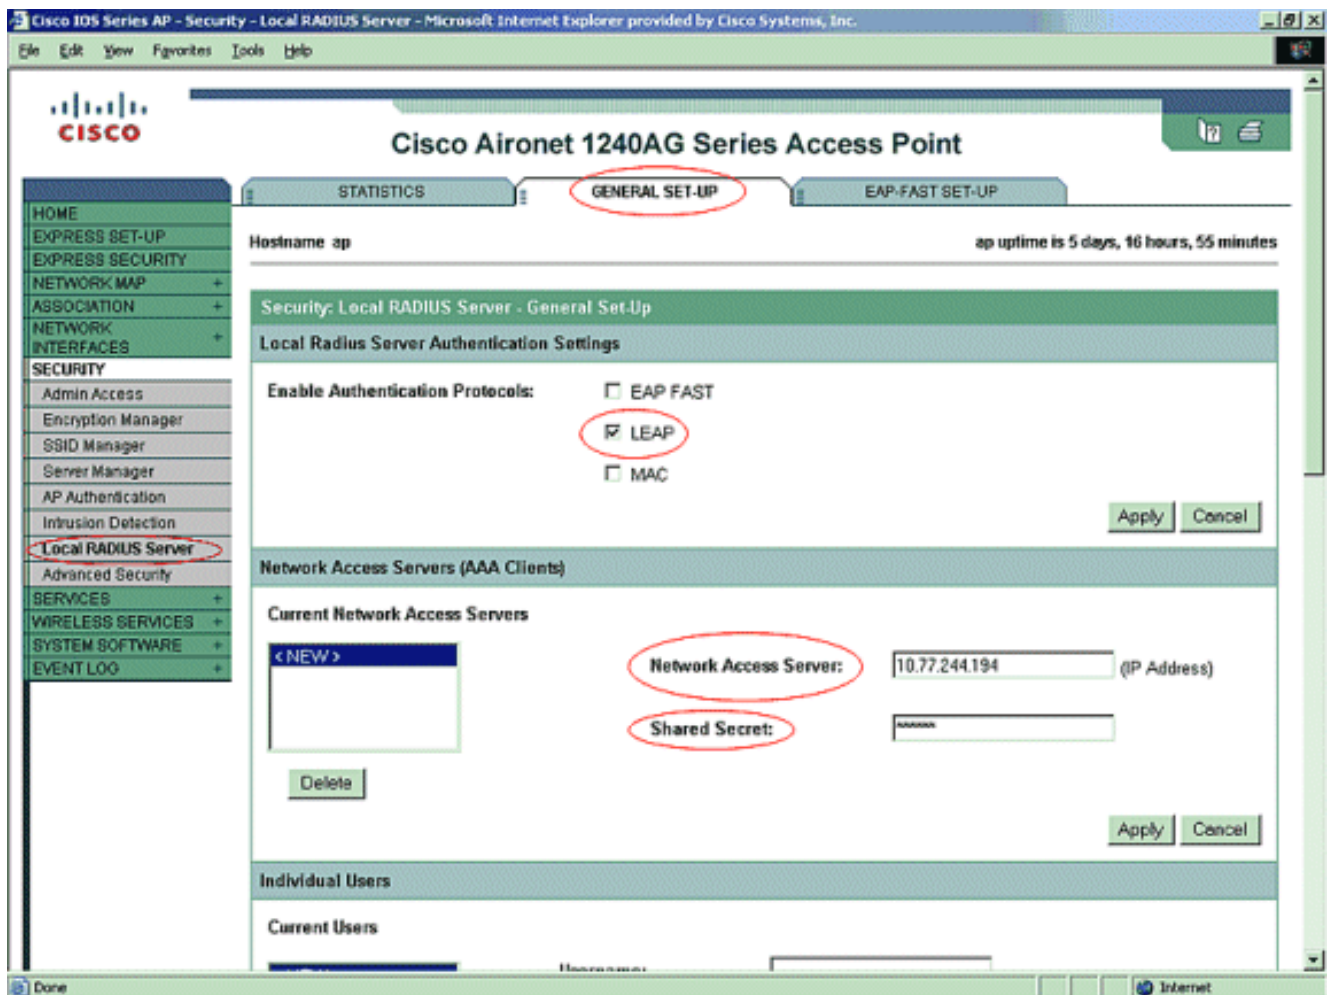 Cisco IOS Series AP - Security - Local RADIUS Server - Microsoft Internet Explorer provided by Cisco Systems, Inc.
File Edit View Favorites Tools Help
CISCO
Cisco Aironet 1240AG Series Access Point
STATISTICS
GENERAL SET-UP
EAP-FAST SET-UP
HOME
EXPRESS SET-UP
EXPRESS SECURITY
NETWORK MAP +
ASSOCIATION +
NETWORK
INTERFACES +
SECURITY
Admin Access
Encryption Manager
SSID Manager
Server Manager
AP Authentication
Intrusion Detection
Local RADIUS Server
Advanced Security
SERVICES +
WIRELESS SERVICES +
SYSTEM SOFTWARE +
EVENT LOG +
Hostname ap
ap uptime is 5 days, 16 hours, 55 minutes
Security: Local RADIUS Server - General Set-Up
Local Radius Server Authentication Settings
Enable Authentication Protocols:
EAP FAST
LEAP
MAC
Apply Cancel
Network Access Servers (AAA Clients)
Current Network Access Servers
< NEW >
Network Access Server: 10.77.244.194 (IP Address)
Shared Secret: ******
Delete
Apply Cancel
Individual Users
Current Users
Username:
Done
Internet